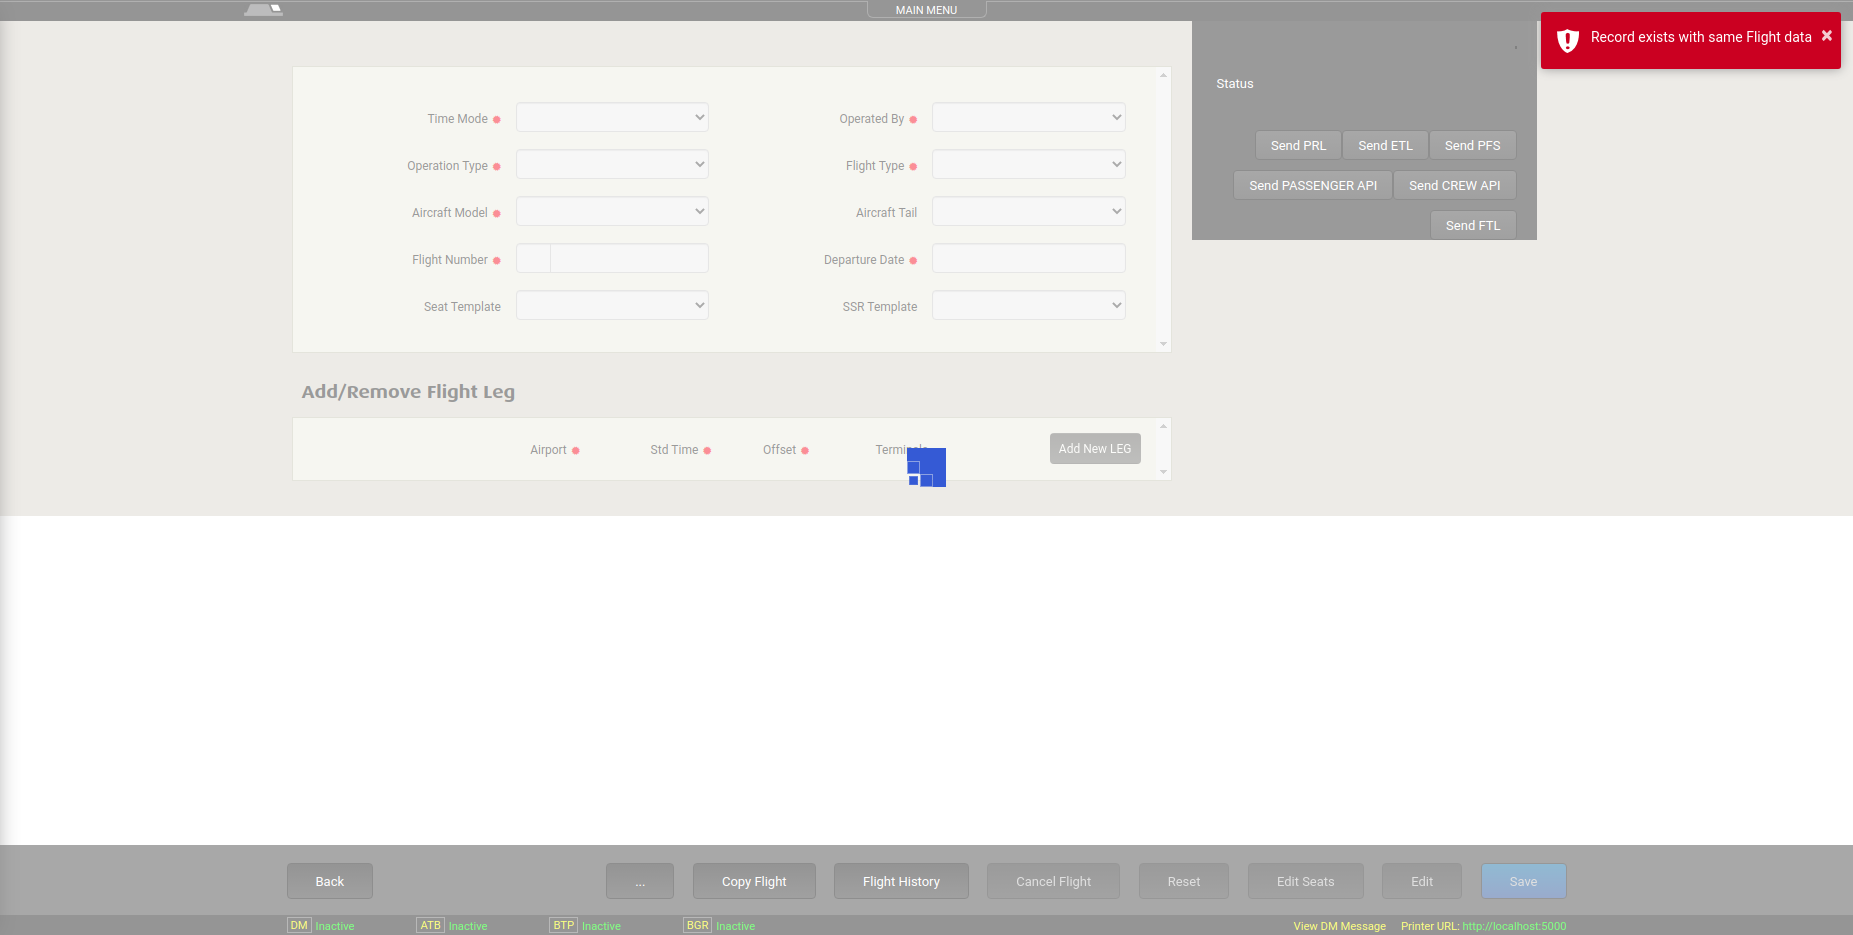 MAIN MENU
Record exists with same Flight data ×
Status
Time Mode
Operated By
Operation Type
Flight Type
Aircraft Model
Aircraft Tail
Flight Number
Departure Date
Seat Template
SSR Template
Send PRL
Send ETL
Send PFS
Send PASSENGER API
Send CREW API
Send FTL
Add/Remove Flight Leg
Airport
Std Time
Offset
Add New LEG
Back
...
Copy Flight
Flight History
Cancel Flight
Reset
Edit Seats
Edit
Save
DM Inactive
ATB Inactive
BTP Inactive
BGR Inactive
View DM Message
Printer URL: http://localhost:5000